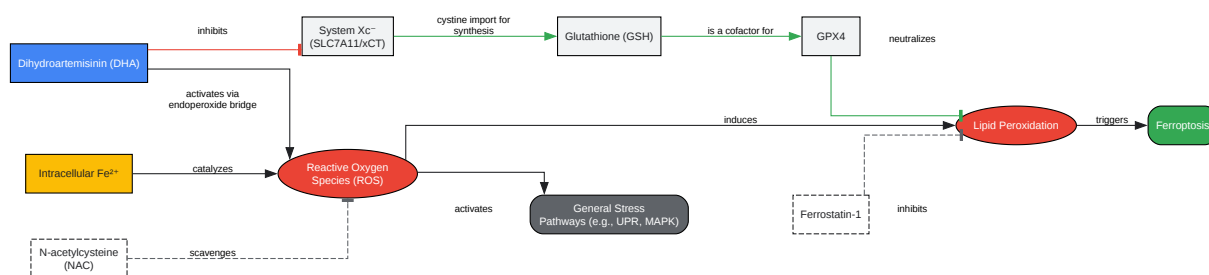 inhibits
System Xc⁻
(SLC7A11/xCT)
cystine import for
synthesis
Glutathione (GSH)
is a cofactor for
GPX4
neutralizes
Dihydroartemisinin (DHA)
activates via
endoperoxide bridge
induces
Lipid Peroxidation
triggers
Ferroptosis
Intracellular Fe²⁺
catalyzes
Reactive Oxygen
Species (ROS)
activates
General Stress
Pathways (e.g., UPR, MAPK)
Ferrostatin-1
inhibits
N-acetylcysteine
(NAC)
scavenges